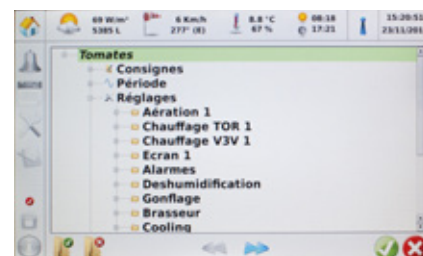 69 W/m² 6 Km/h 8.8 °C 08:18 15:20:51
5385 L 277° (8) 67 % 17:21 23/11/201
Tomates
Consignes
Période
Réglages
Aération 1
Chauffage TOR 1
Chauffage V3V 1
Ecran 1
Alarmes
Deshumidification
Gonflage
Brasseur
Cooling